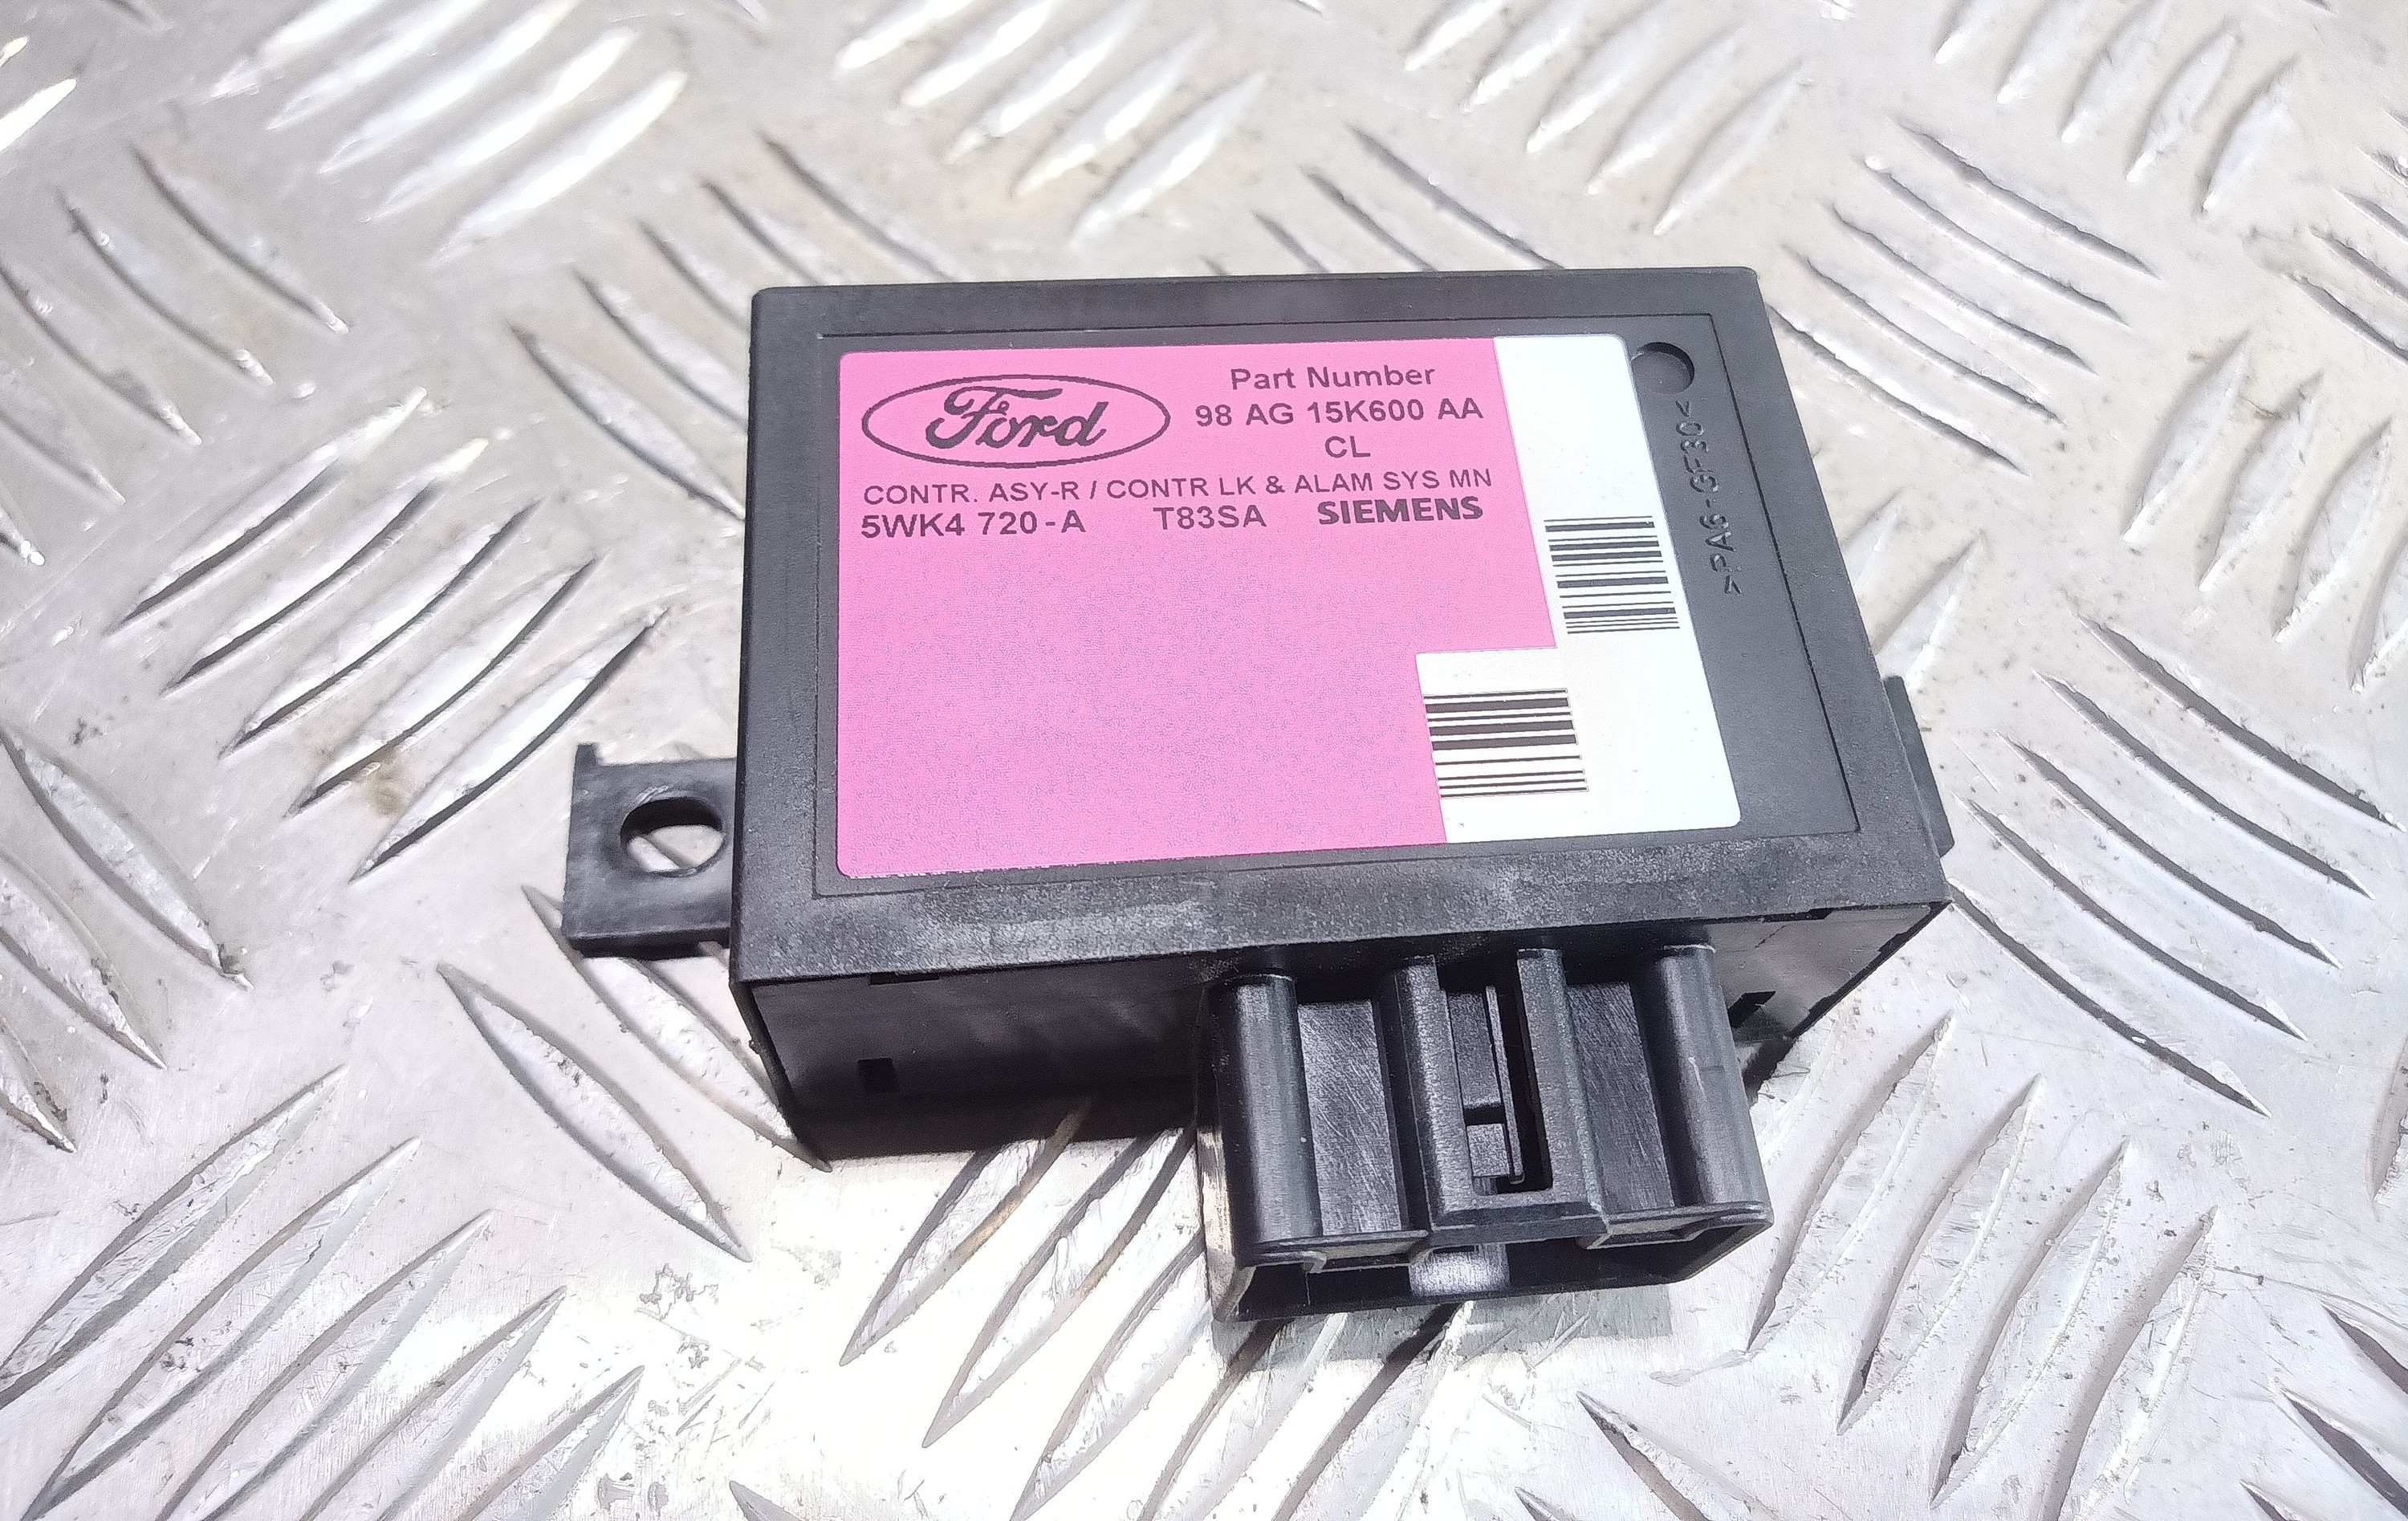 Ford
Part Number
98 AG 15K600 AA
CL
CONTR. ASY-R / CONTR LK & ALAM SYS MN
5WK4 720-A T83SA SIEMENS
>PA6-GF30<